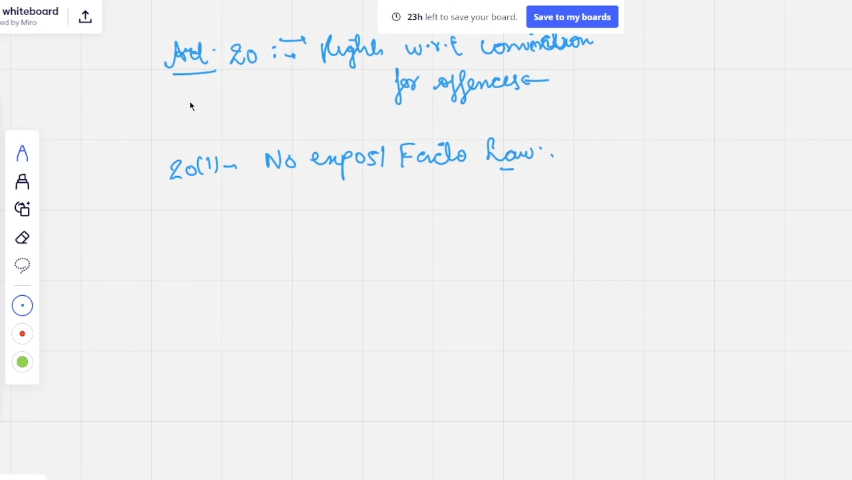 whiteboard
ed by Miro
23h left to save your board.
Save to my boards
Art. 20 :→ Rights w.r.t conviction
for offences
20(1)– No expost Facto Law.